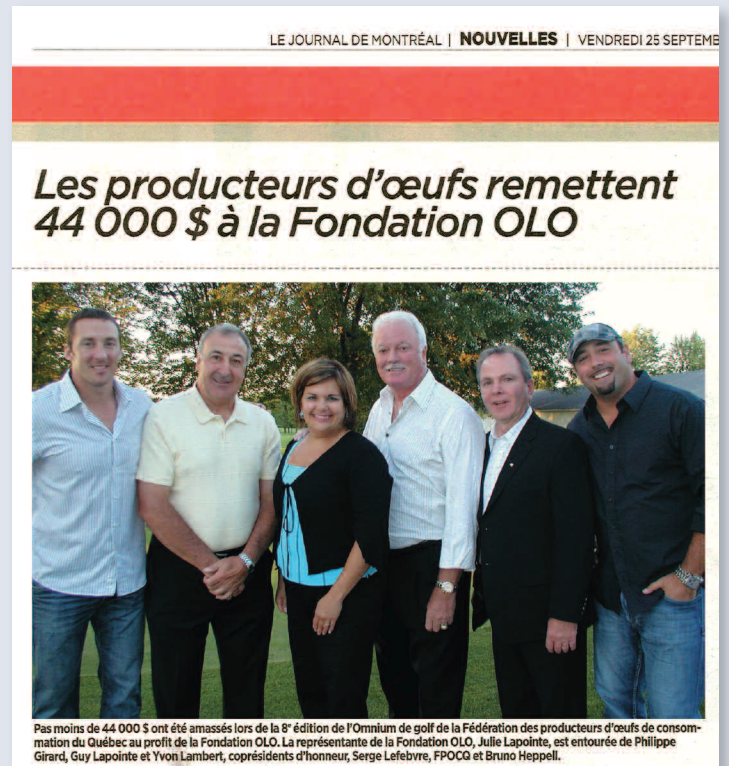 LE JOURNAL DE MONTRÉAL | NOUVELLES | VENDREDI 25 SEPTEMB
Les producteurs d'œufs remettent
44 000 $ à la Fondation OLO
Pas moins de 44 000 $ ont été amassés lors de la 8e édition de l'Omnium de golf de la Fédération des producteurs d'œufs de consom-
mation du Québec au profit de la Fondation OLO. La représentante de la Fondation OLO, Julie Lapointe, est entourée de Philippe
Girard, Guy Lapointe et Yvon Lambert, coprésidents d'honneur, Serge Lefebvre, FPOCQ et Bruno Heppell.